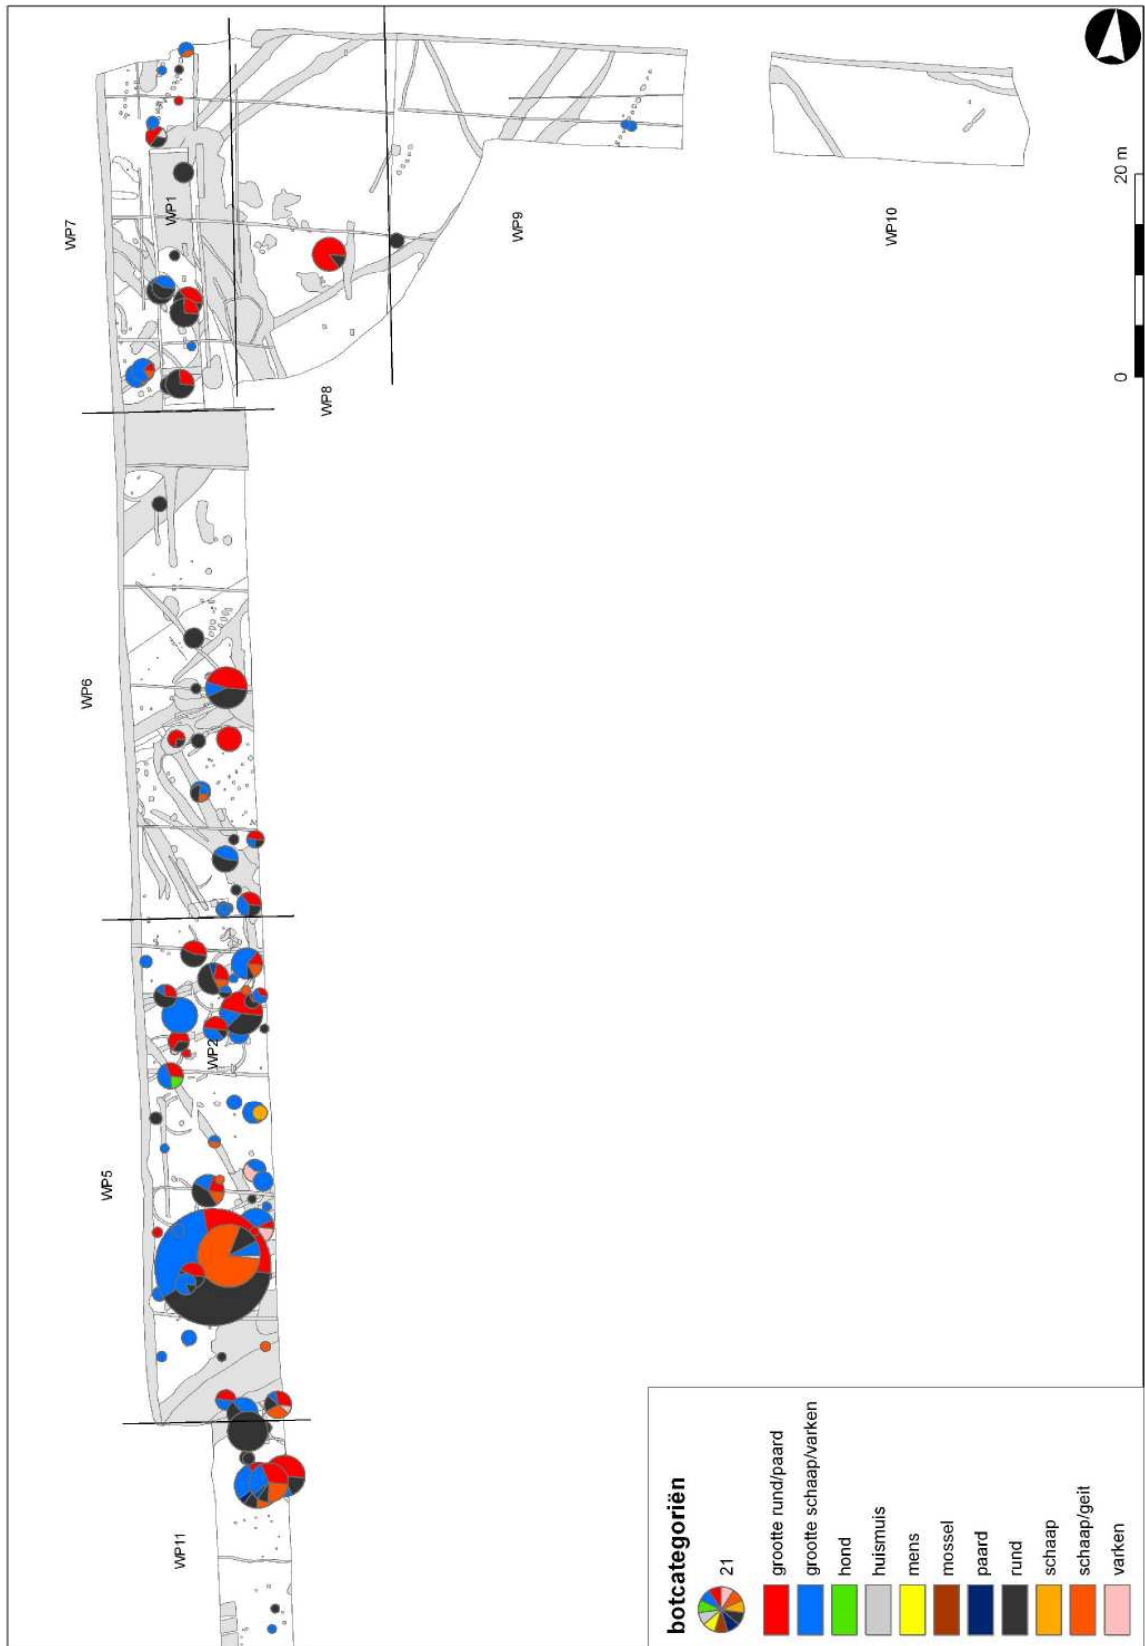 WP7
WP1
WP8
WP9
WP10
WP6
WP2
WP5
WP11
0
20 m
botcategoriën
21
grootte rund/paard
grootte schaap/varken
hond
huismuis
mens
mossel
paard
rund
schaap
schaap/geit
varken